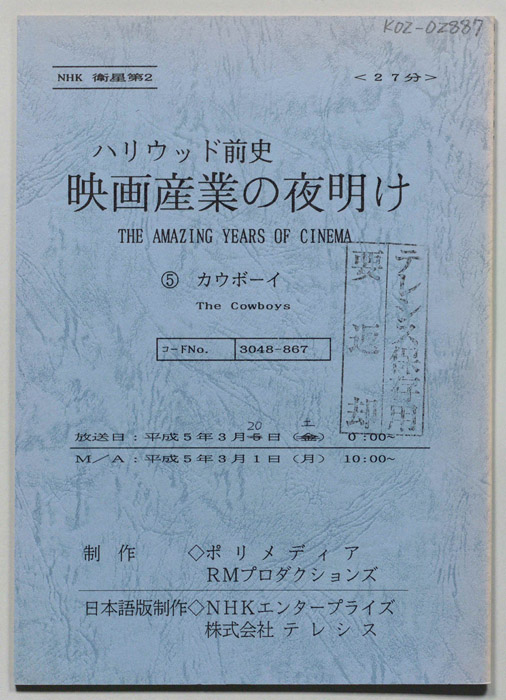 K02-02887
NHK 衛星第2
＜27分＞
ハリウッド前史
映画産業の夜明け
THE AMAZING YEARS OF CINEMA
⑤ カウボーイ
The Cowboys
コードNo. 3048-867
テレシス保存用
要返却
20 土
放送日：平成5年3月5日（金） 0:00~
M／A：平成5年3月1日（月） 10:00~
制作 ◇ポリメディア
RMプロダクションズ
日本語版制作◇NHKエンタープライズ
株式会社 テレシス